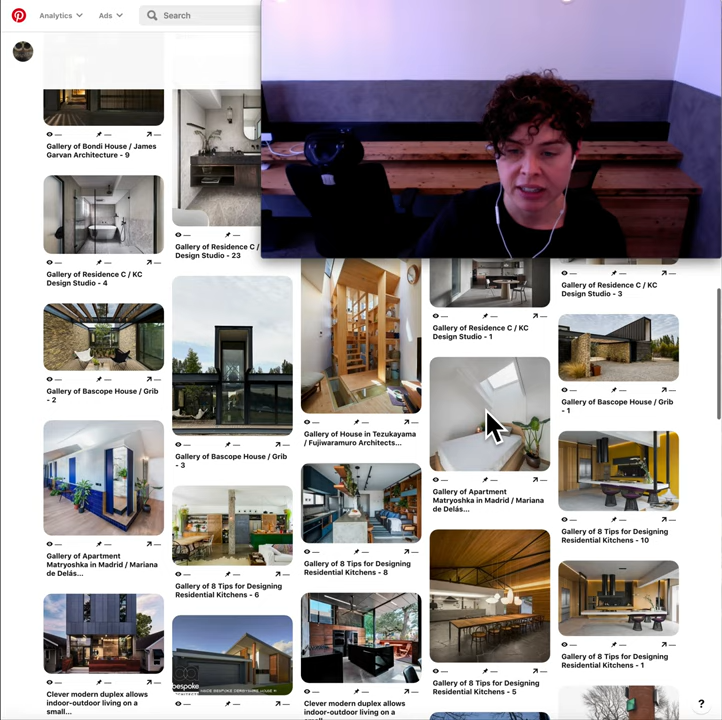 Analytics
Ads
Search
Gallery of Bondi House / James
Garvan Architecture - 9
Gallery of Residence C / KC
Design Studio - 4
Gallery of Bascope House / Grib
- 2
Gallery of Apartment
Matryoshka in Madrid / Mariana
de Delás...
Clever modern duplex allows
indoor-outdoor living on a
small...
Gallery of Residence C /
Design Studio - 23
Gallery of Bascope House / Grib
- 3
Gallery of 8 Tips for Designing
Residential Kitchens - 6
bespoke
Gallery of House in Tezukayama
/ Fujiwaramuro Architects...
Gallery of 8 Tips for Designing
Residential Kitchens - 8
Clever modern duplex allows
indoor-outdoor living on a
small...
Gallery of Residence C / KC
Design Studio - 1
Gallery of Apartment
Matryoshka in Madrid / Mariana
de Delás...
Gallery of 8 Tips for Designing
Residential Kitchens - 5
Gallery of Residence C / KC
Design Studio - 3
Gallery of Bascope House / Grib
- 1
Gallery of 8 Tips for Designing
Residential Kitchens - 10
Gallery of 8 Tips for Designing
Residential Kitchens - 1
?